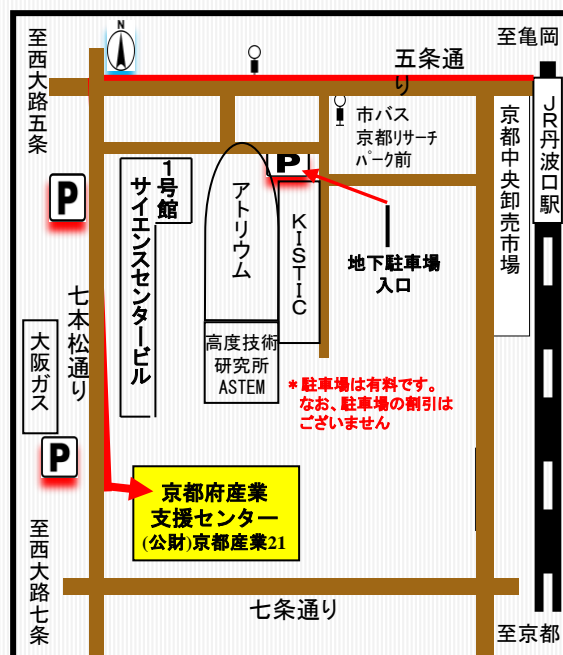 N
至西大路五条
五条通り
至亀岡
市バス
京都リサーチ
パーク前
JR丹波口駅
京都中央卸売市場
P
1号館
サイエンスセンタービル
アトリウム
P
KISTIC
地下駐車場
入口
七本松通り
大阪ガス
高度技術
研究所
ASTEM
*駐車場は有料です。
なお、駐車場の割引は
ございません
P
京都府産業
支援センター
(公財)京都産業21
至西大路七条
七条通り
至京都